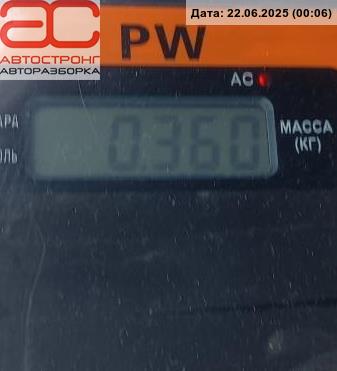 Дата: 22.06.2025 (00:06)
ac
АВТОСТРОНГ
АВТОРАЗБОРКА
PW
AC
0.360
МАССА
(КГ)